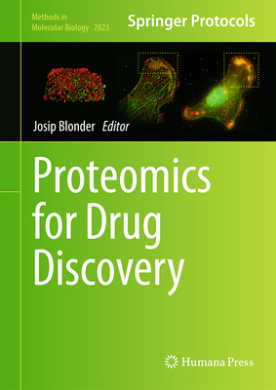 Methods in
Molecular Biology 2823
Springer Protocols
Josip Blonder Editor
Proteomics
for Drug
Discovery
Humana Press